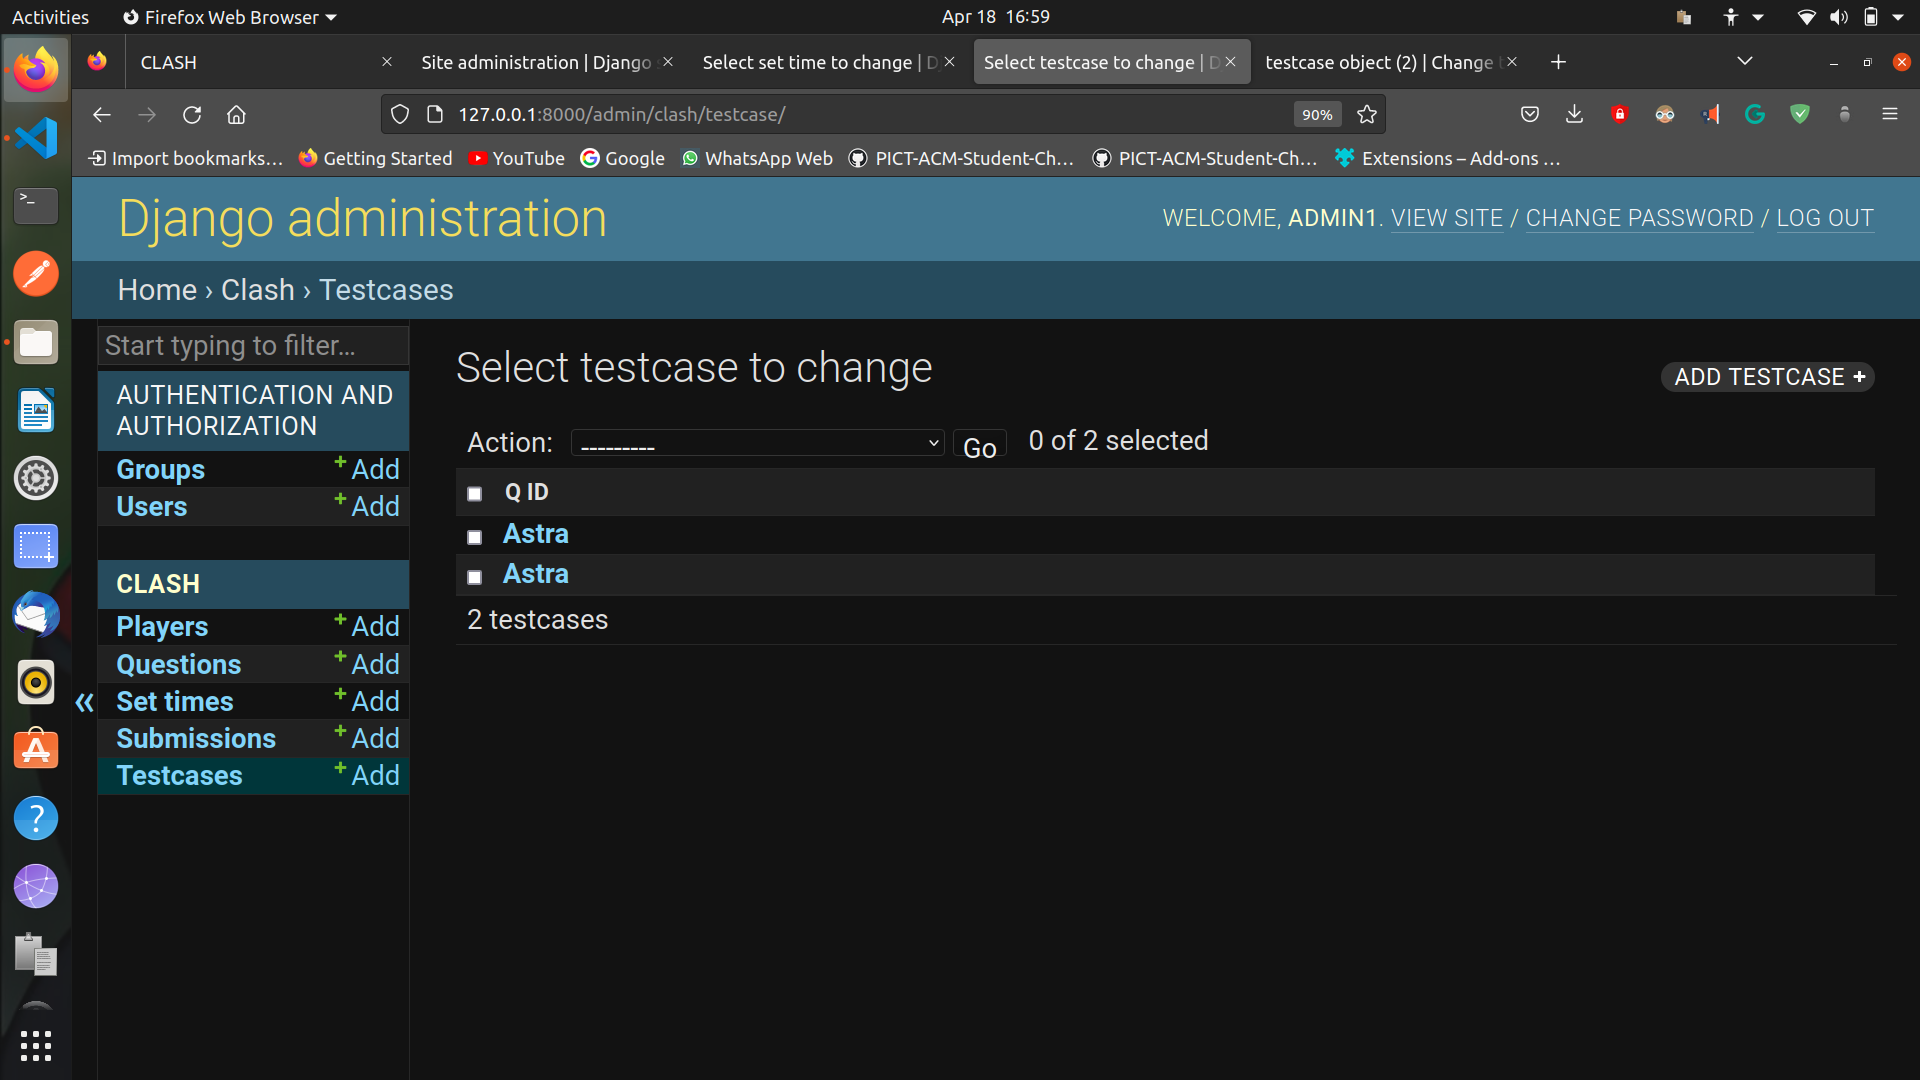 Activities
Firefox Web Browser
Apr 18 16:59
CLASH
Site administration | Django
Select set time to change | D
Select testcase to change | D
testcase object (2) | Change
127.0.0.1:8000/admin/clash/testcase/
90%
Import bookmarks...
Getting Started
YouTube
Google
WhatsApp Web
PICT-ACM-Student-Ch...
PICT-ACM-Student-Ch...
Extensions – Add-ons ...
Django administration
WELCOME, ADMIN1. VIEW SITE / CHANGE PASSWORD / LOG OUT
Home › Clash › Testcases
Start typing to filter...
AUTHENTICATION AND
AUTHORIZATION
Groups + Add
Users + Add
CLASH
Players + Add
Questions + Add
Set times + Add
Submissions + Add
Testcases + Add
«
Select testcase to change
ADD TESTCASE +
Action: --------- Go 0 of 2 selected
Q ID
Astra
Astra
2 testcases